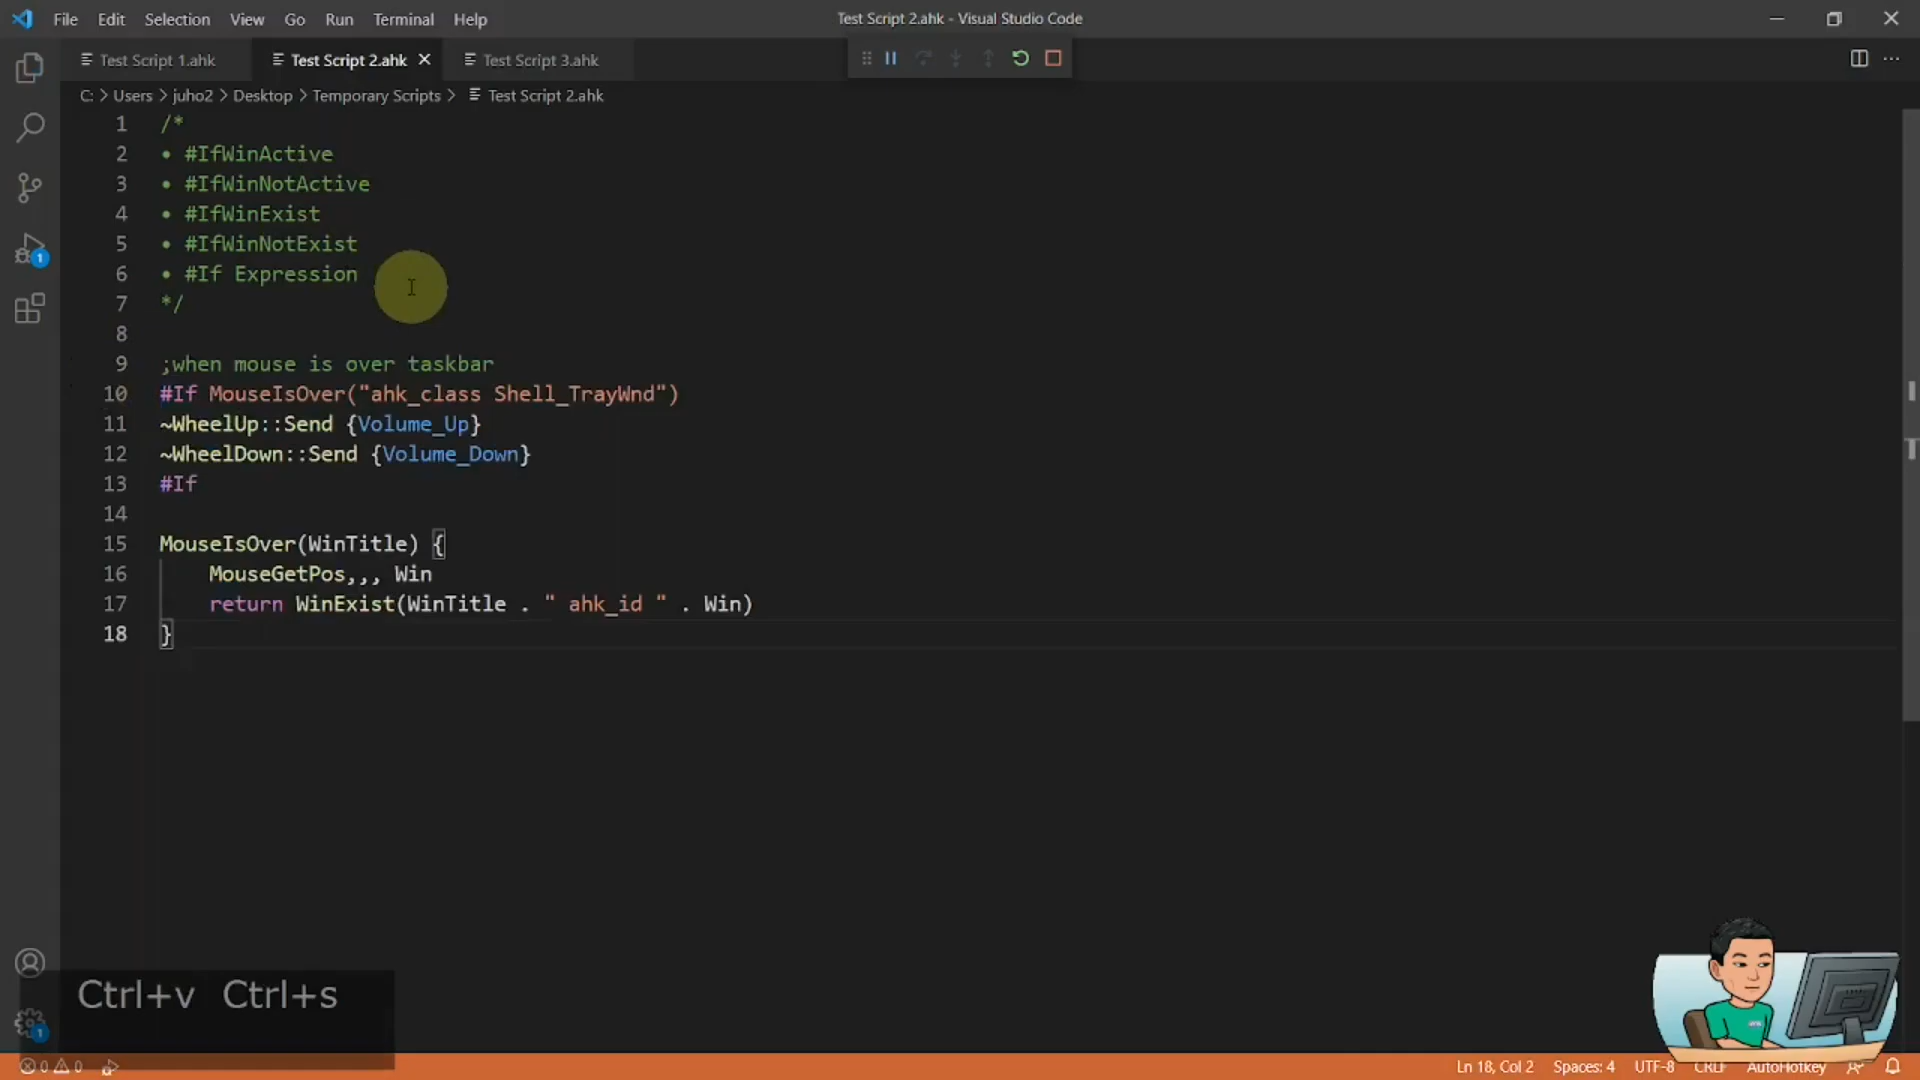 File Edit Selection View Go Run Terminal Help
Test Script 2.ahk - Visual Studio Code
Test Script 1.ahk
Test Script 2.ahk
Test Script 3.ahk
C: > Users > juho2 > Desktop > Temporary Scripts > Test Script 2.ahk
1 /*
2 • #IfWinActive
3 • #IfWinNotActive
4 • #IfWinExist
5 • #IfWinNotExist
6 • #If Expression
7 */
8
9 ;when mouse is over taskbar
10 #If MouseIsOver("ahk_class Shell_TrayWnd")
11 ~WheelUp::Send {Volume_Up}
12 ~WheelDown::Send {Volume_Down}
13 #If
14
15 MouseIsOver(WinTitle) {
16 MouseGetPos,,, Win
17 return WinExist(WinTitle . " ahk_id " . Win)
18 }
1
Ctrl+v Ctrl+s
1
0 0
Ln 18, Col 2 Spaces: 4 UTF-8 CRLF AutoHotkey